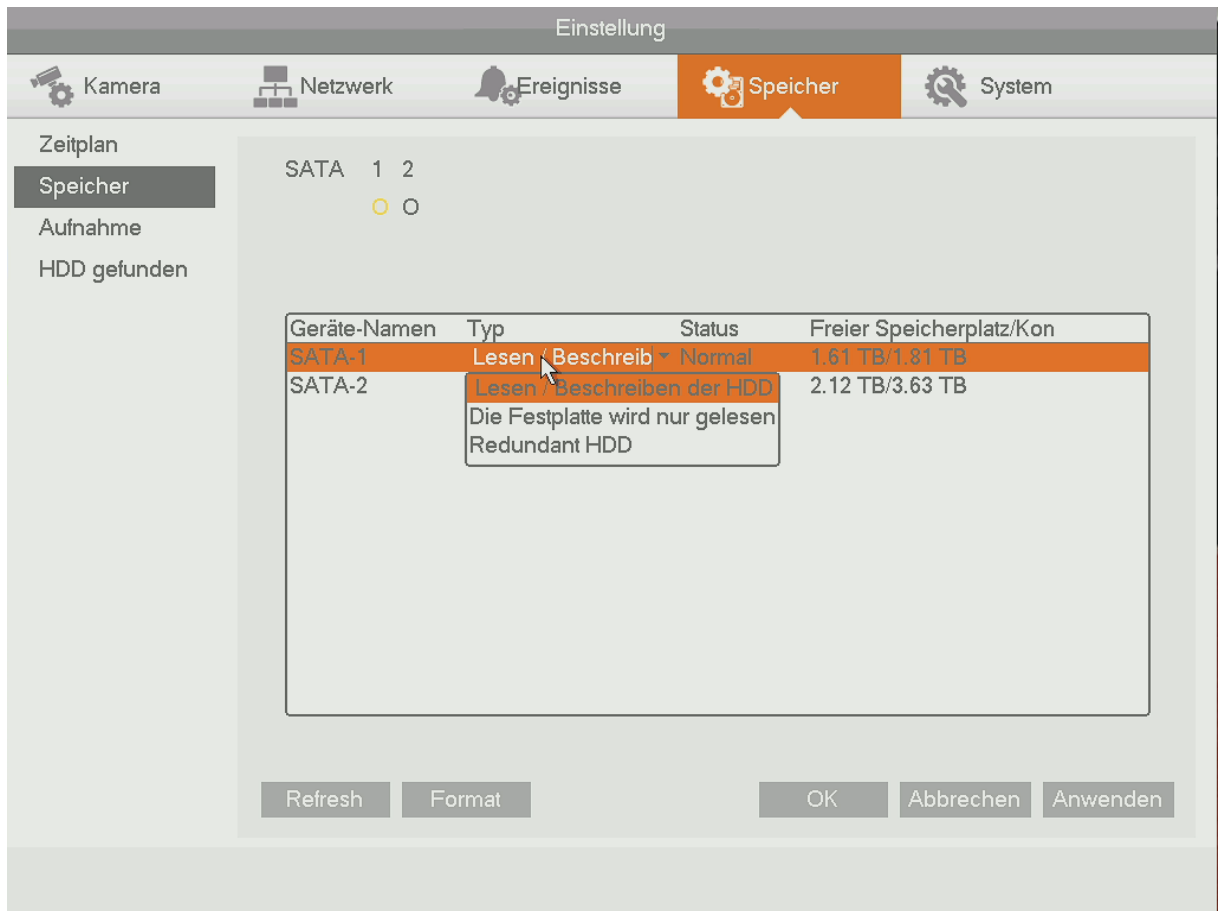 Einstellung
Kamera Netzwerk Ereignisse Speicher System
Zeitplan
Speicher
Aufnahme
HDD gefunden
SATA 1 2
Geräte-Namen Typ Status Freier Speicherplatz/Kon
SATA-1 Lesen / Beschreib Normal 1.61 TB/1.81 TB
SATA-2 Lesen / Beschreiben der HDD 2.12 TB/3.63 TB
Die Festplatte wird nur gelesen
Redundant HDD
Refresh Format OK Abbrechen Anwenden